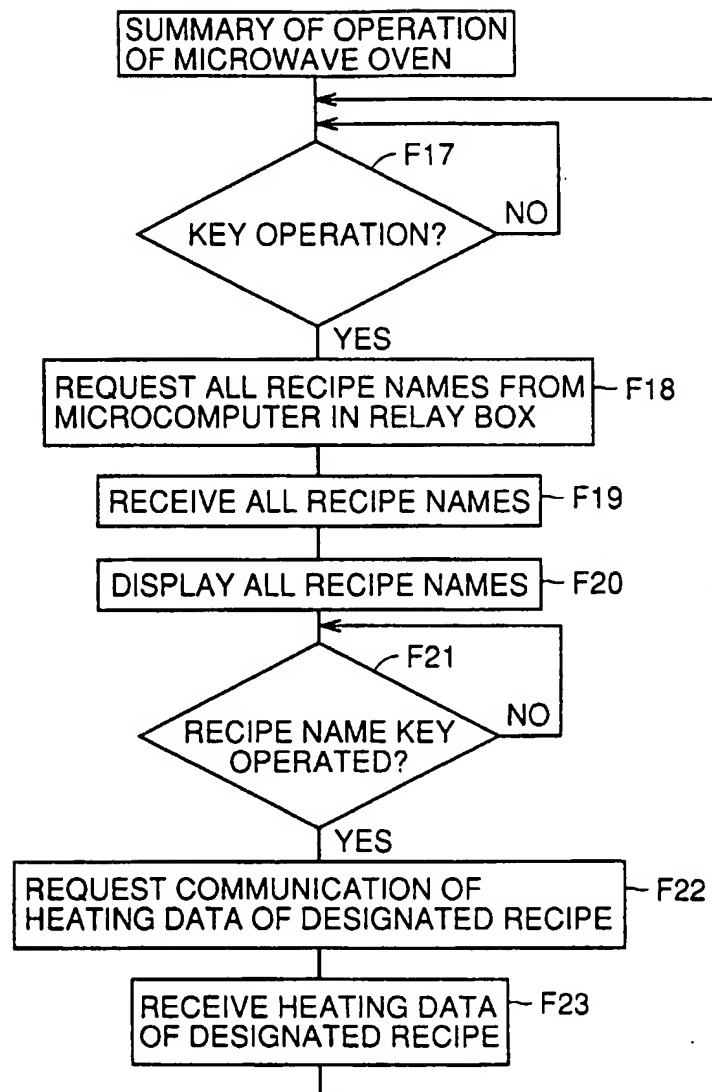 SUMMARY OF OPERATION
OF MICROWAVE OVEN
F17
NO
KEY OPERATION?
YES
REQUEST ALL RECIPE NAMES FROM
MICROCOMPUTER IN RELAY BOX
F18
RECEIVE ALL RECIPE NAMES
F19
DISPLAY ALL RECIPE NAMES
F20
F21
NO
RECIPE NAME KEY
OPERATED?
YES
REQUEST COMMUNICATION OF
HEATING DATA OF DESIGNATED RECIPE
F22
RECEIVE HEATING DATA
OF DESIGNATED RECIPE
F23